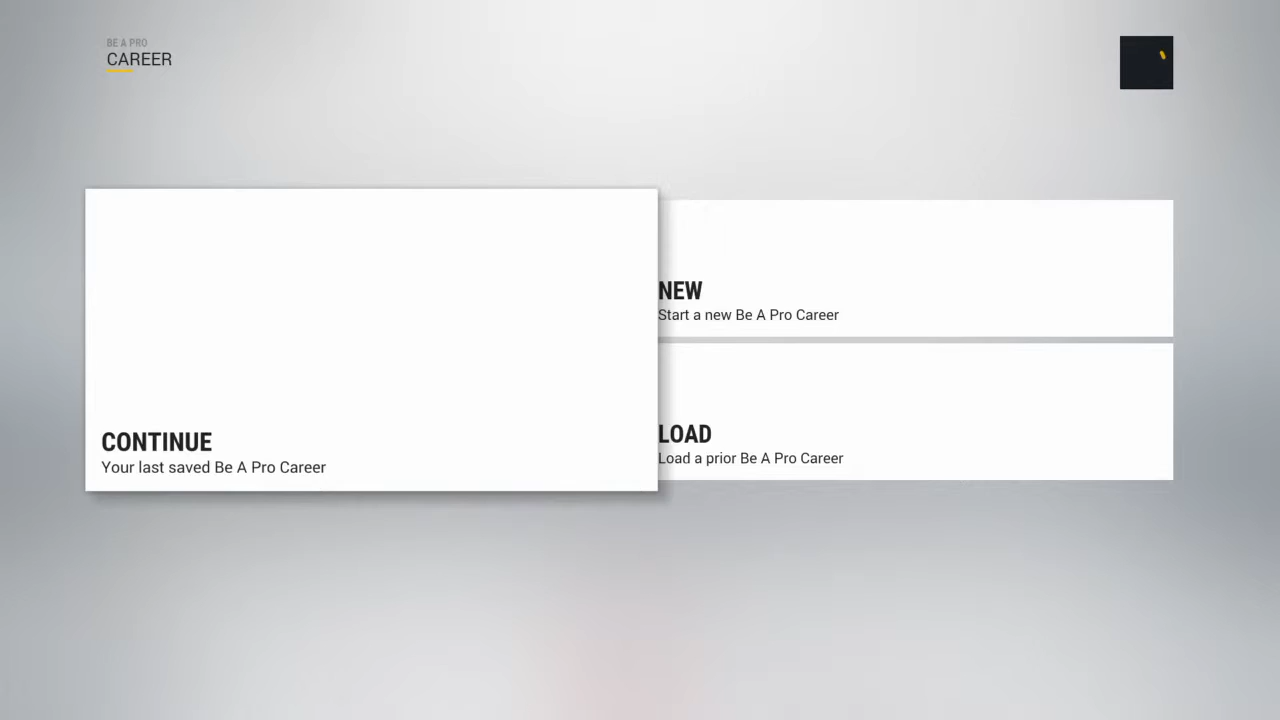 BE A PRO
CAREER
CONTINUE
Your last saved Be A Pro Career
NEW
Start a new Be A Pro Career
LOAD
Load a prior Be A Pro Career